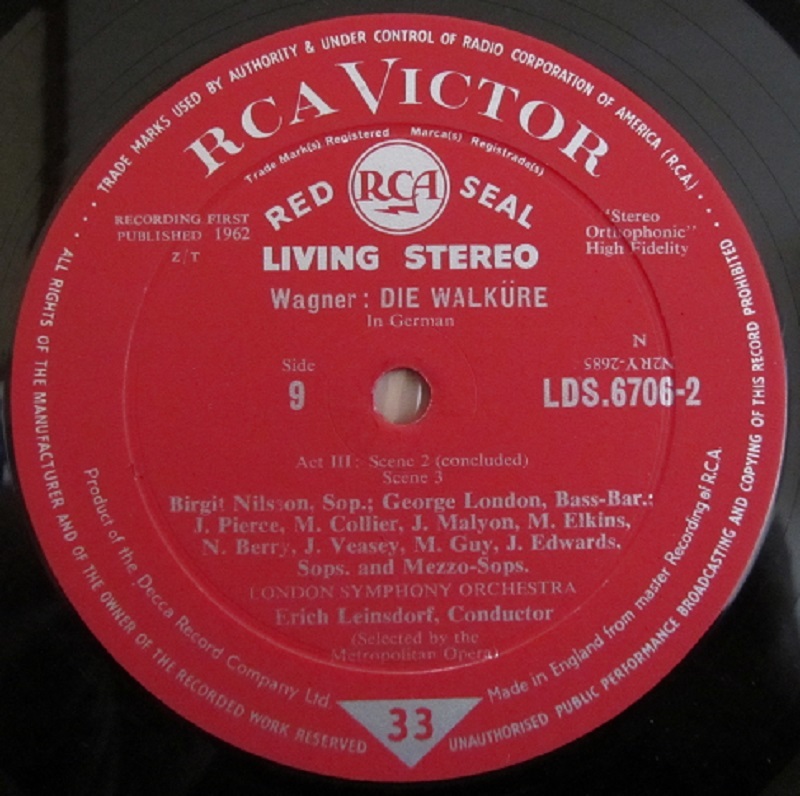 TRADE MARKS USED BY AUTHORITY & UNDER CONTROL OF RADIO CORPORATION OF AMERICA (R.C.A.)
RCA VICTOR
Trade Mark(s) Registered Marca(s) Registrada(s)
RED RCA SEAL
RECORDING FIRST
PUBLISHED 1962
Z/T
"Stereo
Orthophonic"
High Fidelity
LIVING STEREO
Wagner: DIE WALKÜRE
In German
Side
9
N
N2RY-2685
LDS.6706-2
Act III: Scene 2 (concluded)
Scene 3
Birgit Nilsson, Sop.; George London, Bass-Bar.;
J. Pierce, M. Collier, J. Malyon, M. Elkins,
N. Berry, J. Veasey, M. Guy, J. Edwards,
Sops. and Mezzo-Sops.
LONDON SYMPHONY ORCHESTRA
Erich Leinsdorf, Conductor
(Selected by the
Metropolitan Opera)
Product of the Decca Record Company Ltd
Made in England from master Recording of R.C.A.
33
ALL RIGHTS OF THE MANUFACTURER AND OF THE OWNER OF THE RECORDED WORK RESERVED
UNAUTHORISED PUBLIC PERFORMANCE BROADCASTING AND COPYING OF THIS RECORD PROHIBITED